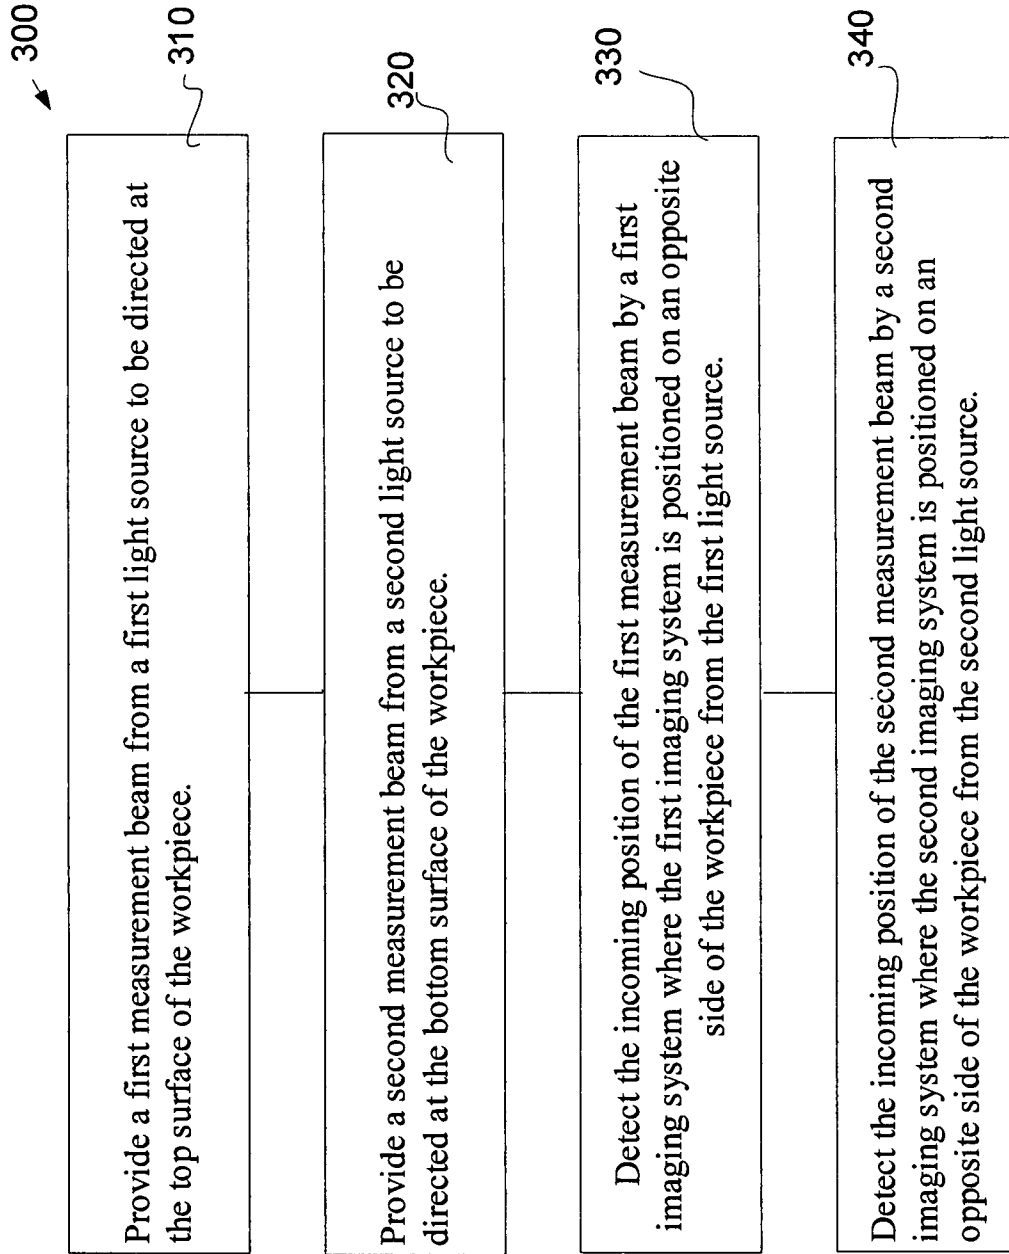 300
310
Provide a first measurement beam from a first light source to be directed at
the top surface of the workpiece.
320
Provide a second measurement beam from a second light source to be
directed at the bottom surface of the workpiece.
330
Detect the incoming position of the first measurement beam by a first
imaging system where the first imaging system is positioned on an opposite
side of the workpiece from the first light source.
340
Detect the incoming position of the second measurement beam by a second
imaging system where the second imaging system is positioned on an
opposite side of the workpiece from the second light source.